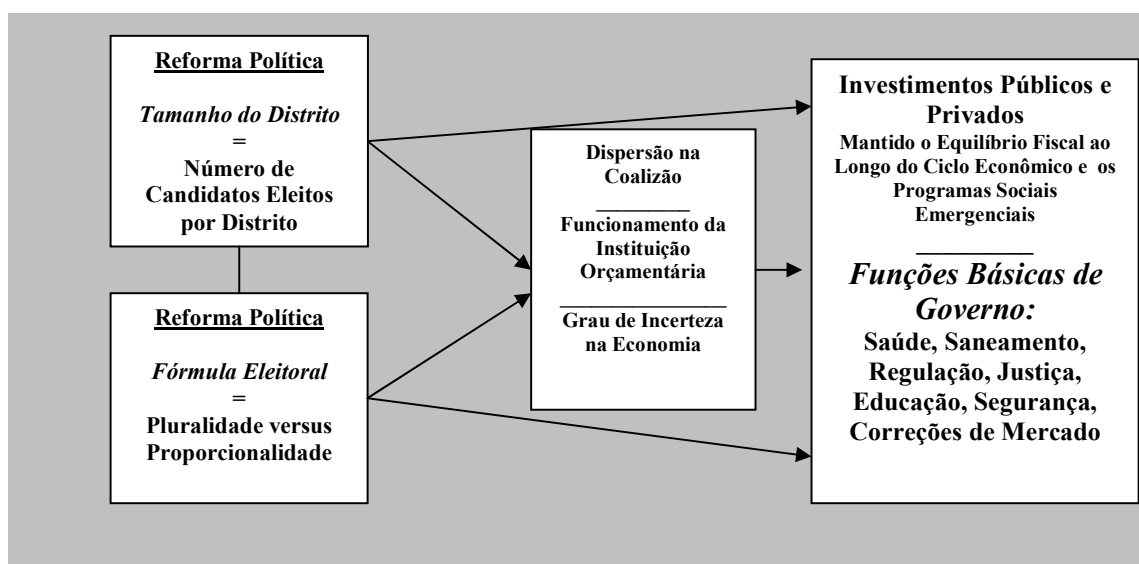 Reforma Política
Tamanho do Distrito
=
Número de
Candidatos Eleitos
por Distrito
Reforma Política
Fórmula Eleitoral
=
Pluralidade versus
Proporcionalidade
Dispersão na
Coalizão
Funcionamento da
Instituição
Orçamentária
Grau de Incerteza
na Economia
Investimentos Públicos e
Privados
Mantido o Equilíbrio Fiscal ao
Longo do Ciclo Econômico e os
Programas Sociais
Emergenciais
Funções Básicas de
Governo:
Saúde, Saneamento,
Regulação, Justiça,
Educação, Segurança,
Correções de Mercado